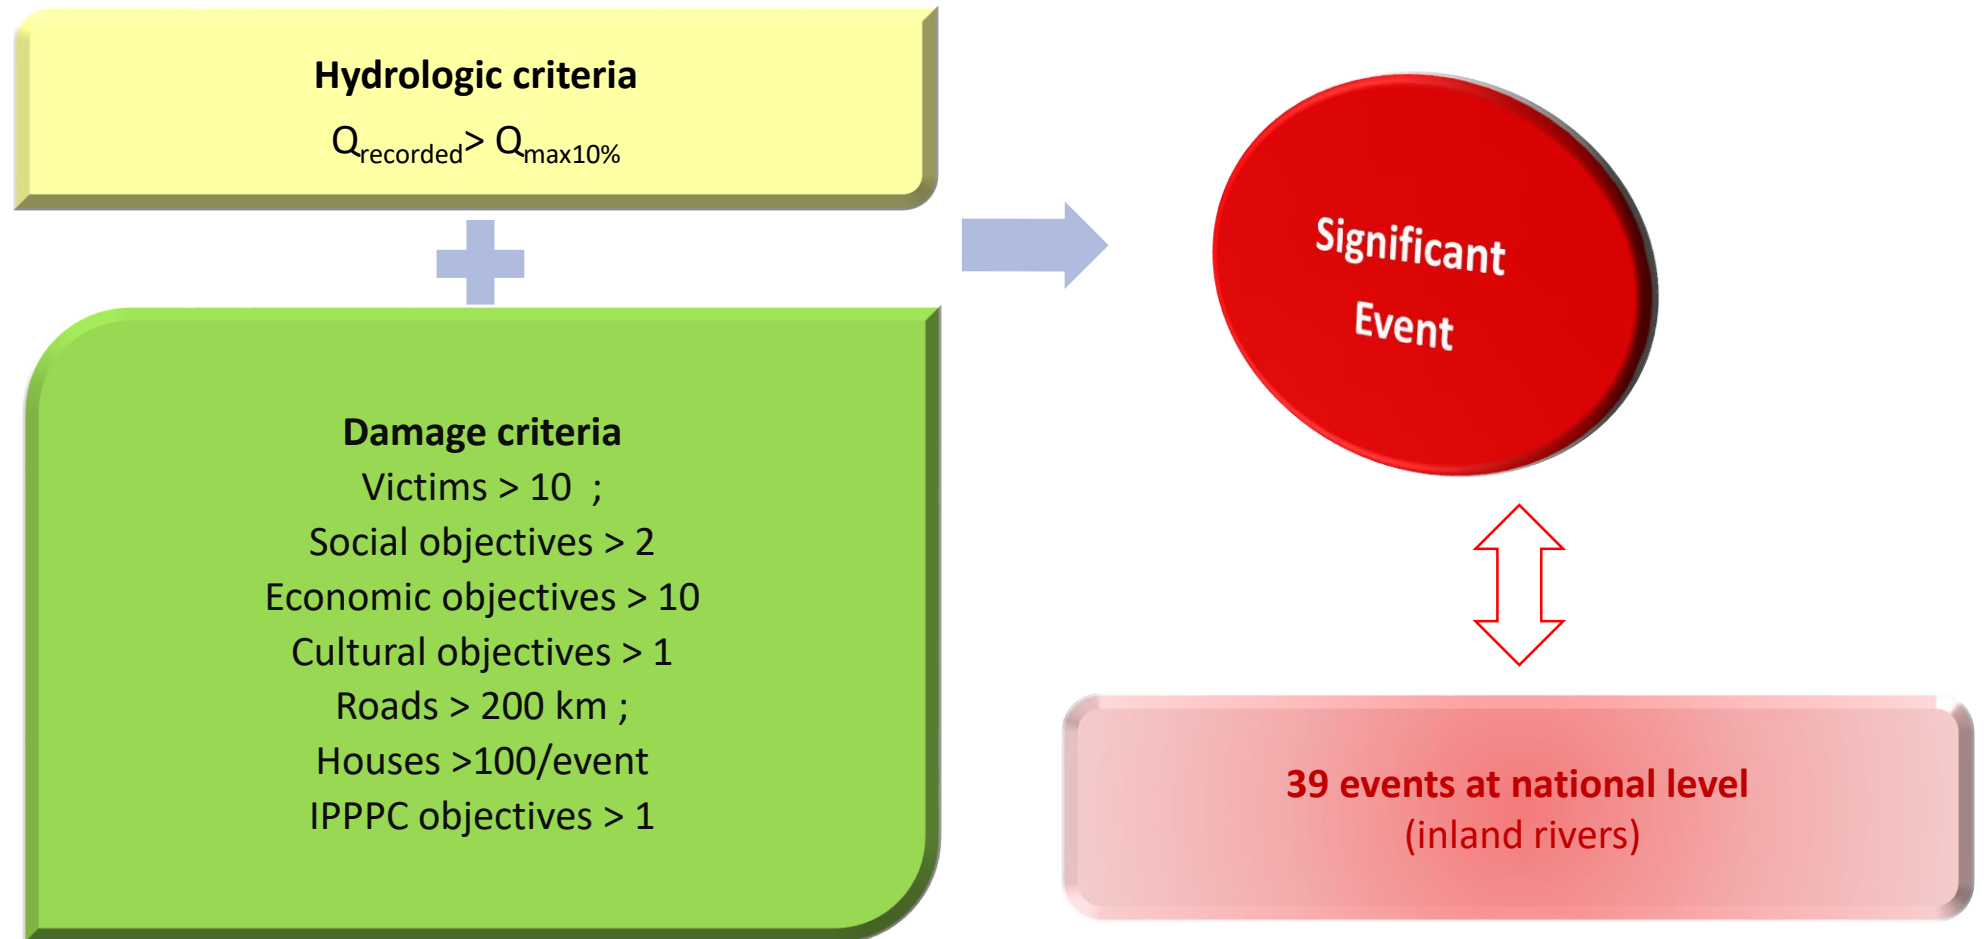 Hydrologic criteria
Qrecorded> Qmax10%
Damage criteria
Victims > 10  ;
Social objectives > 2
Economic objectives > 10
Cultural objectives > 1
Roads > 200 km ;
Houses >100/event
IPPPC objectives > 1
Significant
Event
39 events at national level
(inland rivers)